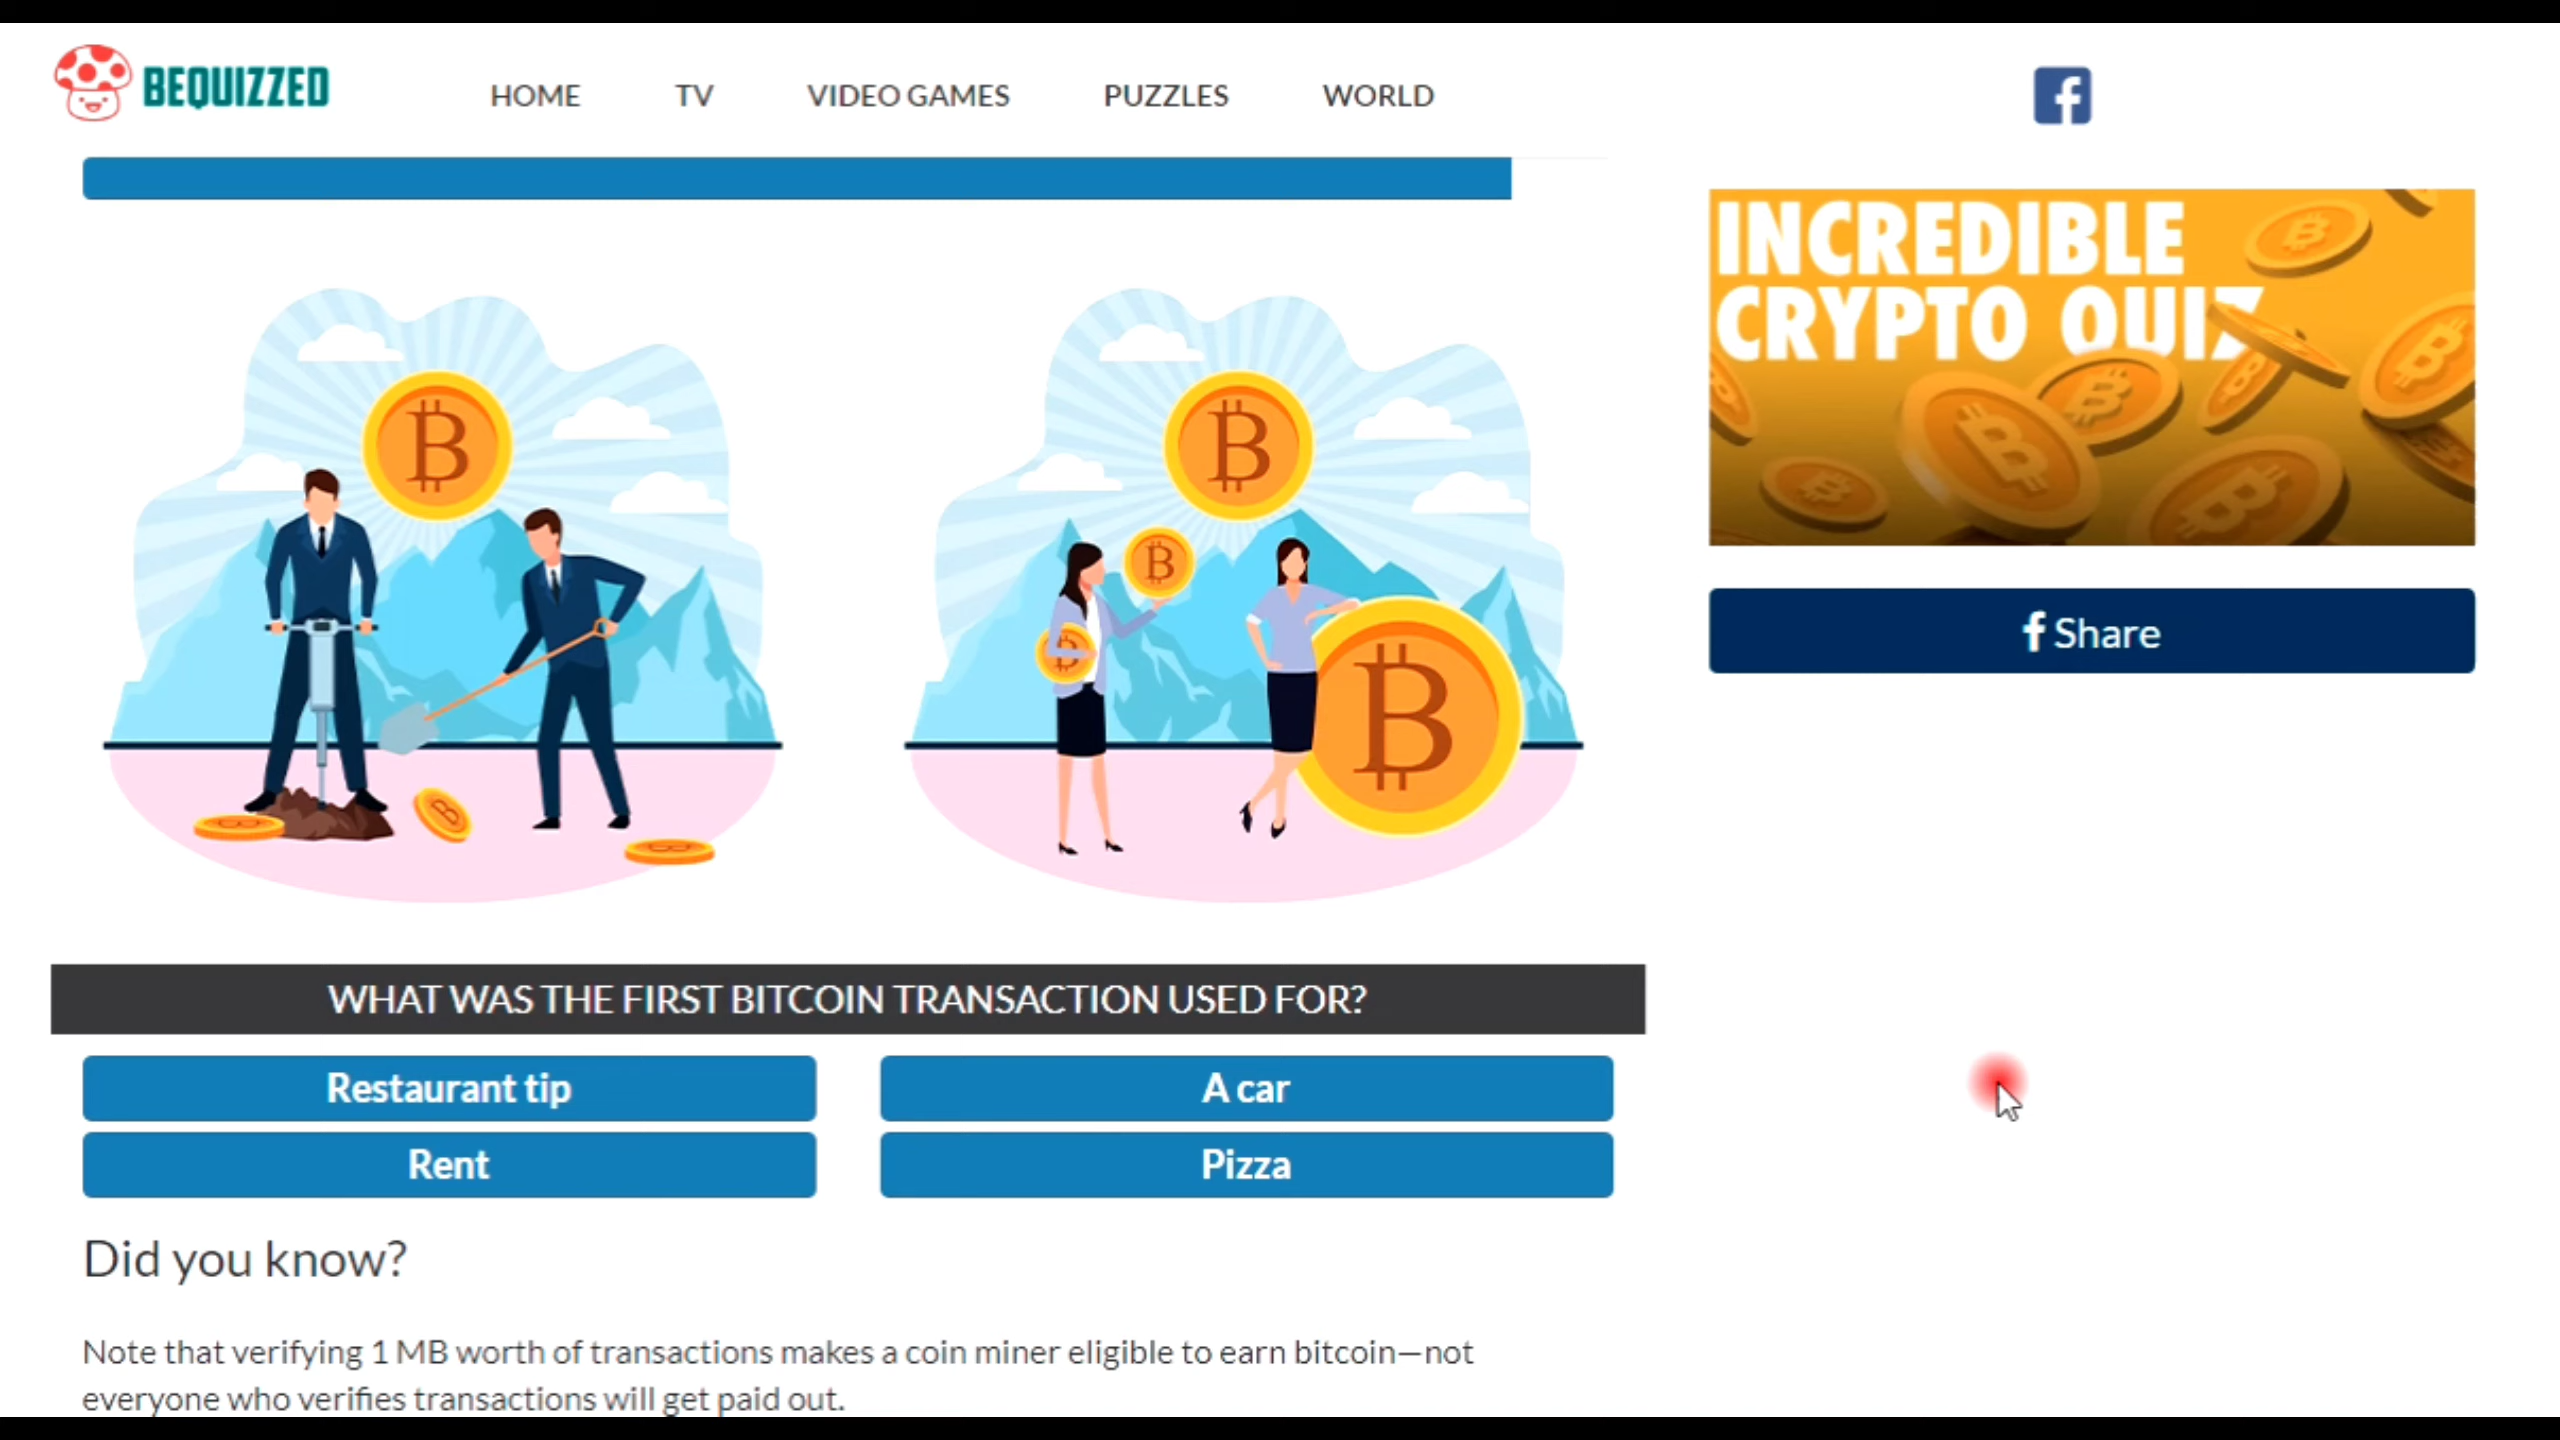 BEQUIZZED
HOME
TV
VIDEO GAMES
PUZZLES
WORLD
INCREDIBLE
CRYPTO QUIZ
Share
WHAT WAS THE FIRST BITCOIN TRANSACTION USED FOR?
Restaurant tip
A car
Rent
Pizza
Did you know?
Note that verifying 1 MB worth of transactions makes a coin miner eligible to earn bitcoin—not
everyone who verifies transactions will get paid out.